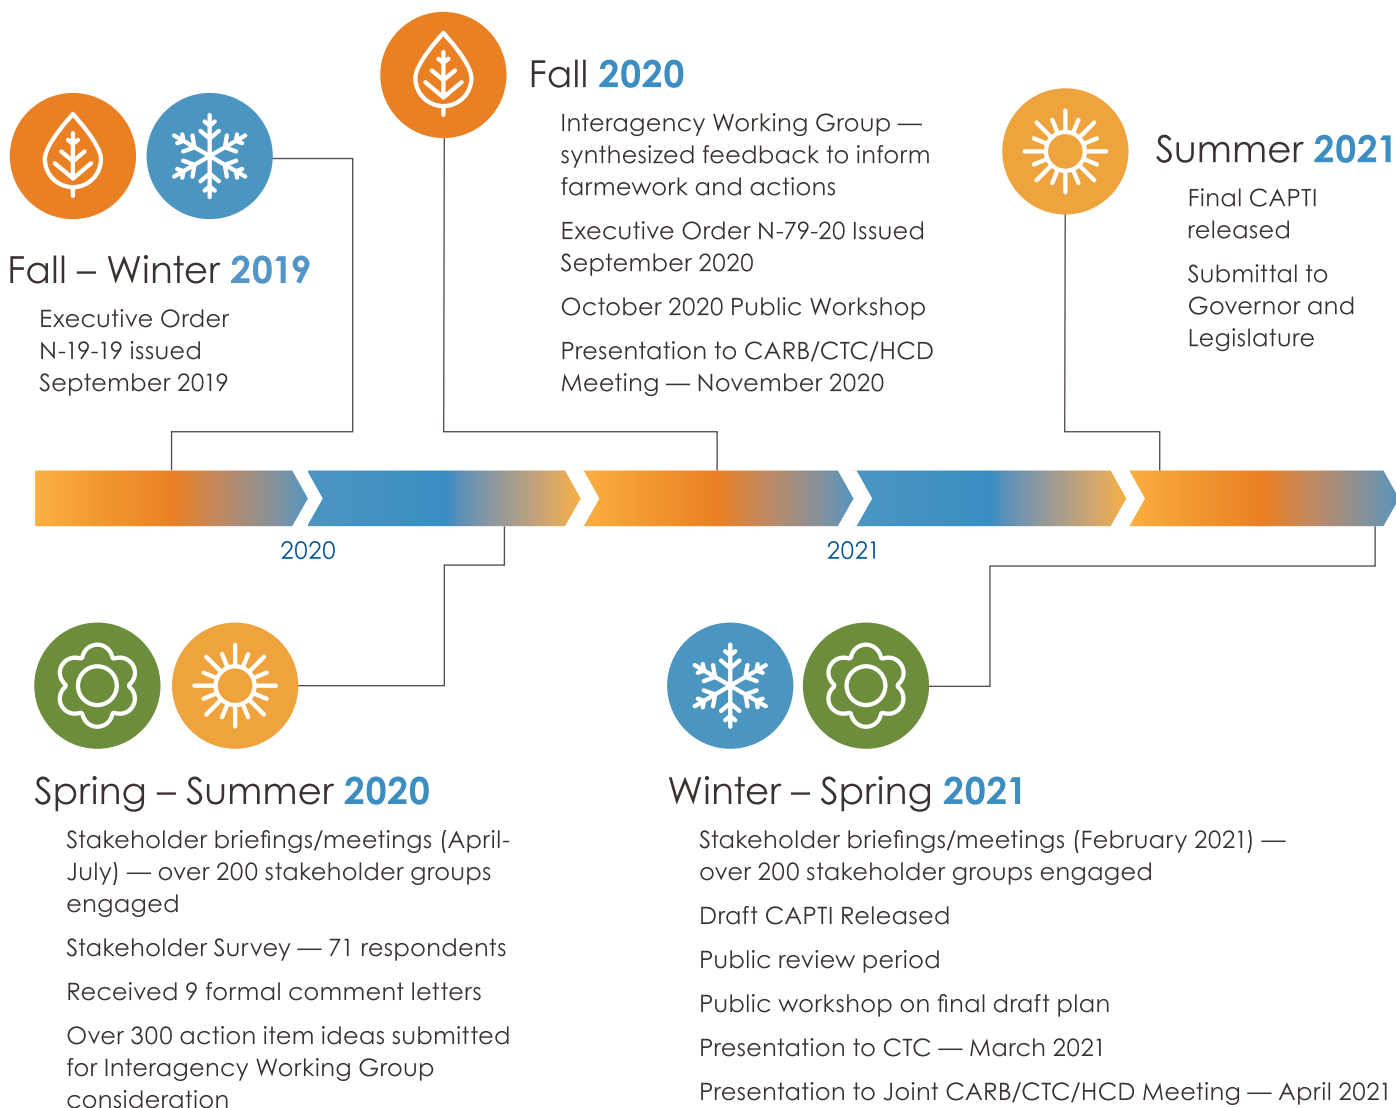 Fall – Winter 2019
Executive Order
N-19-19 issued
September 2019
Fall 2020
Interagency Working Group —
synthesized feedback to inform
farmework and actions
Executive Order N-79-20 Issued
September 2020
October 2020 Public Workshop
Presentation to CARB/CTC/HCD
Meeting — November 2020
Summer 2021
Final CAPTI
released
Submittal to
Governor and
Legislature
2020
2021
Spring – Summer 2020
Stakeholder briefings/meetings (April-
July) — over 200 stakeholder groups
engaged
Stakeholder Survey — 71 respondents
Received 9 formal comment letters
Over 300 action item ideas submitted
for Interagency Working Group
consideration
Winter – Spring 2021
Stakeholder briefings/meetings (February 2021) —
over 200 stakeholder groups engaged
Draft CAPTI Released
Public review period
Public workshop on final draft plan
Presentation to CTC — March 2021
Presentation to Joint CARB/CTC/HCD Meeting — April 2021